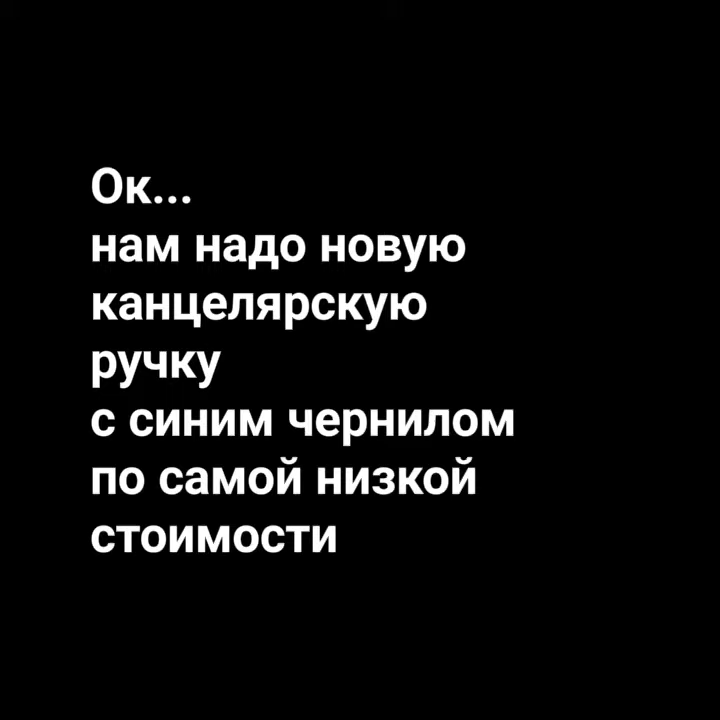 Ок...
нам надо новую
канцелярскую
ручку
с синим чернилом
по самой низкой
стоимости